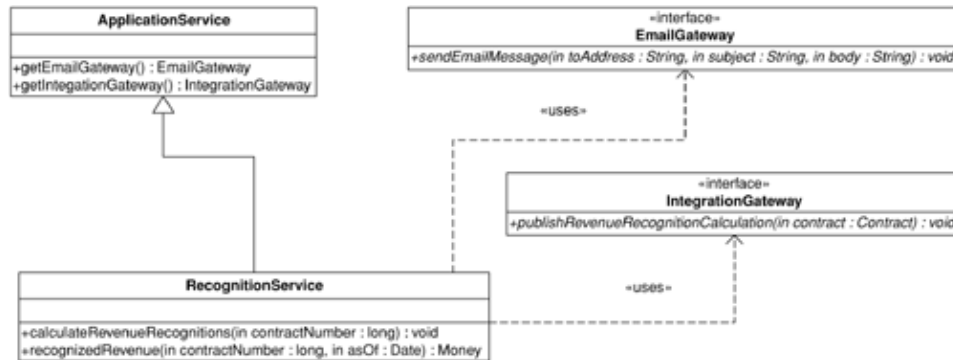 ApplicationService
+getEmailGateway() : EmailGateway
+getIntegationGateway() : IntegrationGateway
«interface»
EmailGateway
+sendEmailMessage(in toAddress : String, in subject : String, in body : String) : void
«uses»
«interface»
IntegrationGateway
+publishRevenueRecognitionCalculation(in contract : Contract) : void
«uses»
RecognitionService
+calculateRevenueRecognitions(in contractNumber : long) : void
+recognizedRevenue(in contractNumber : long, in asOf : Date) : Money